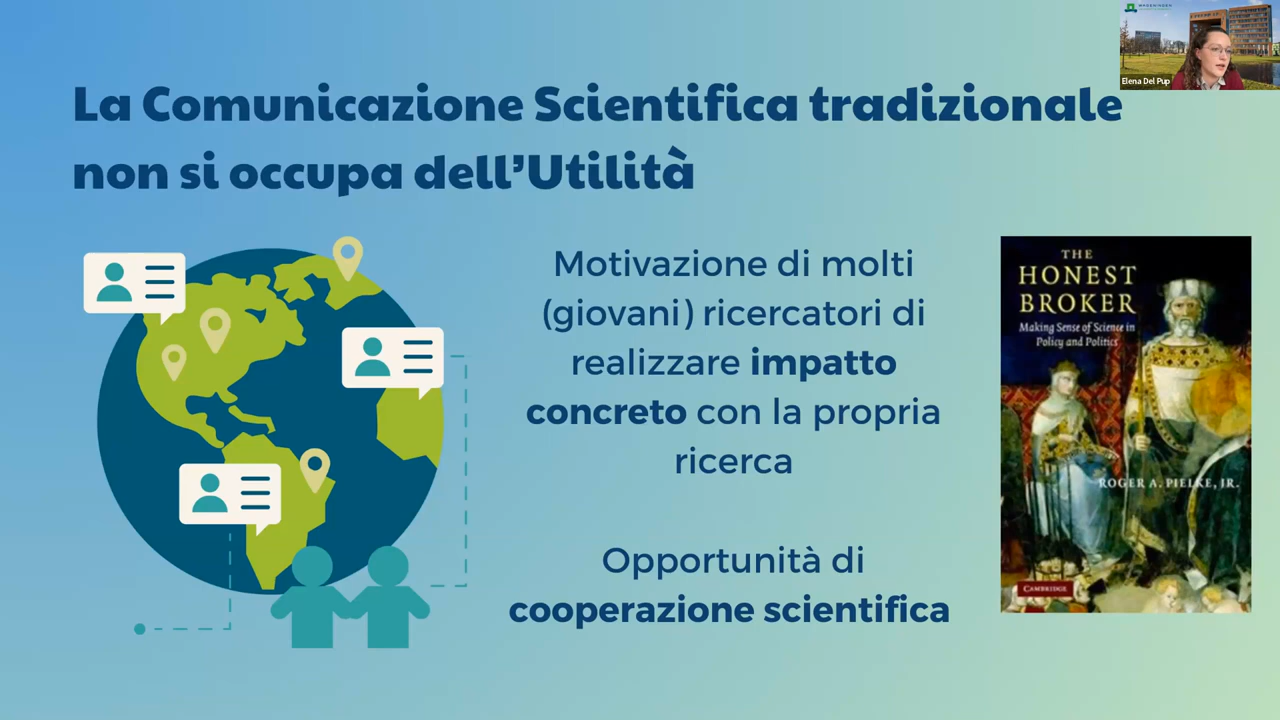 WAGENINGEN
Elena Del Pup
La Comunicazione Scientifica tradizionale
non si occupa dell'Utilità
Motivazione di molti
(giovani) ricercatori di
realizzare impatto
concreto con la propria
ricerca
Opportunità di
cooperazione scientifica
THE
HONEST
BROKER
Making Sense of Science in
Policy and Politics
ROGER A. PIELKE, JR.
CAMBRIDGE